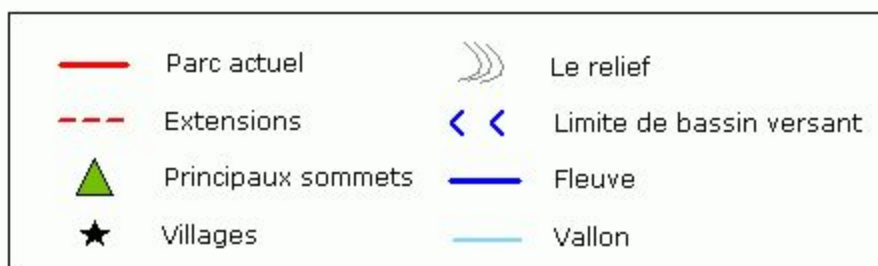 Parc actuel
Le relief
Extensions
Limite de bassin versant
Principaux sommets
Fleuve
Villages
Vallon